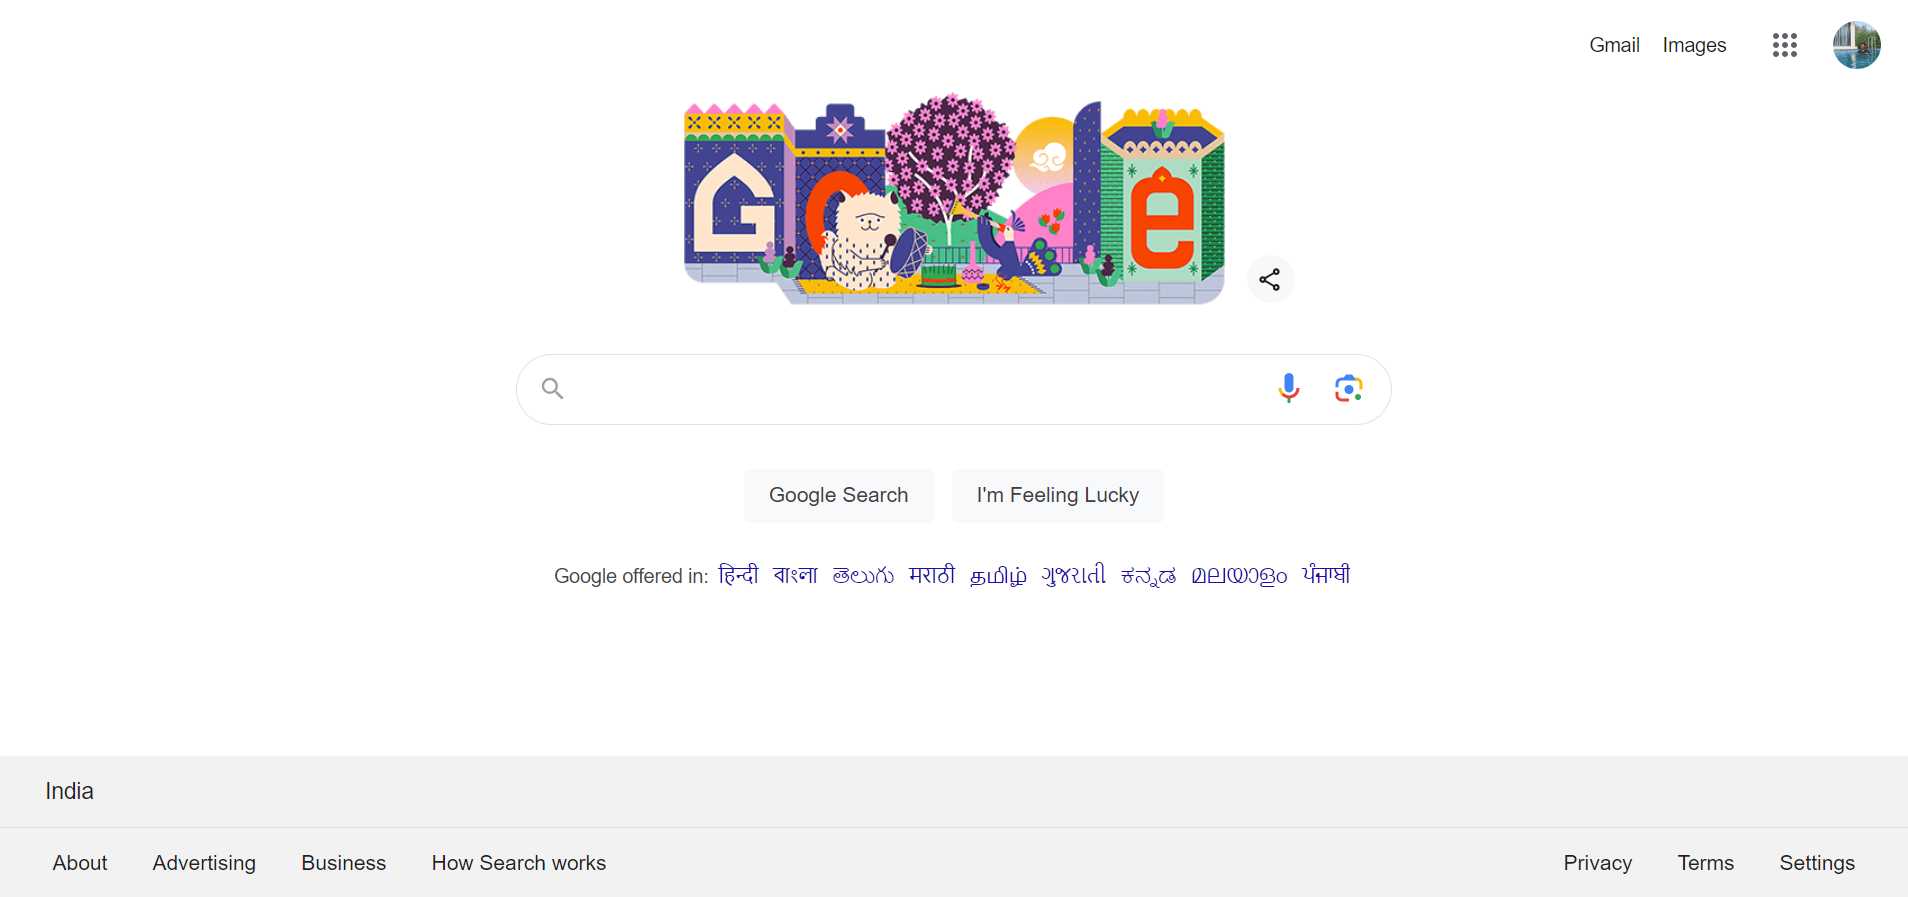 Gmail Images
Google
Google Search I'm Feeling Lucky
Google offered in: हिन्दी বাংলা తెలుగు मराठी தமிழ் ગુજરાતી ಕನ್ನಡ മലയാളം ਪੰਜਾਬੀ
India
About Advertising Business How Search works Privacy Terms Settings